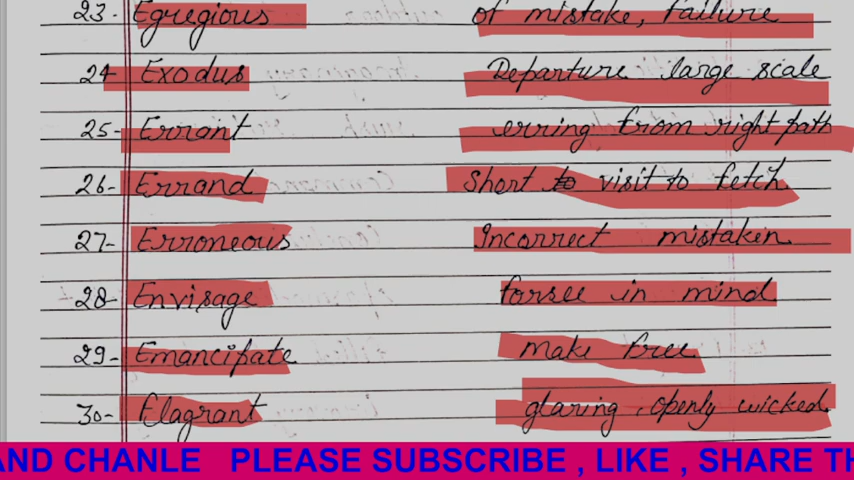 23- Egregious of mistake, failure
24 Exodus Departure large scale
25- Errant erring from right path
26- Errand Short to visit to fetch
27- Erroneous Incorrect mistaken
28- Envisage forsee in mind
29- Emancipate make free
30- Flagrant glaring, openly wicked.
AND CHANLE PLEASE SUBSCRIBE , LIKE , SHARE TH